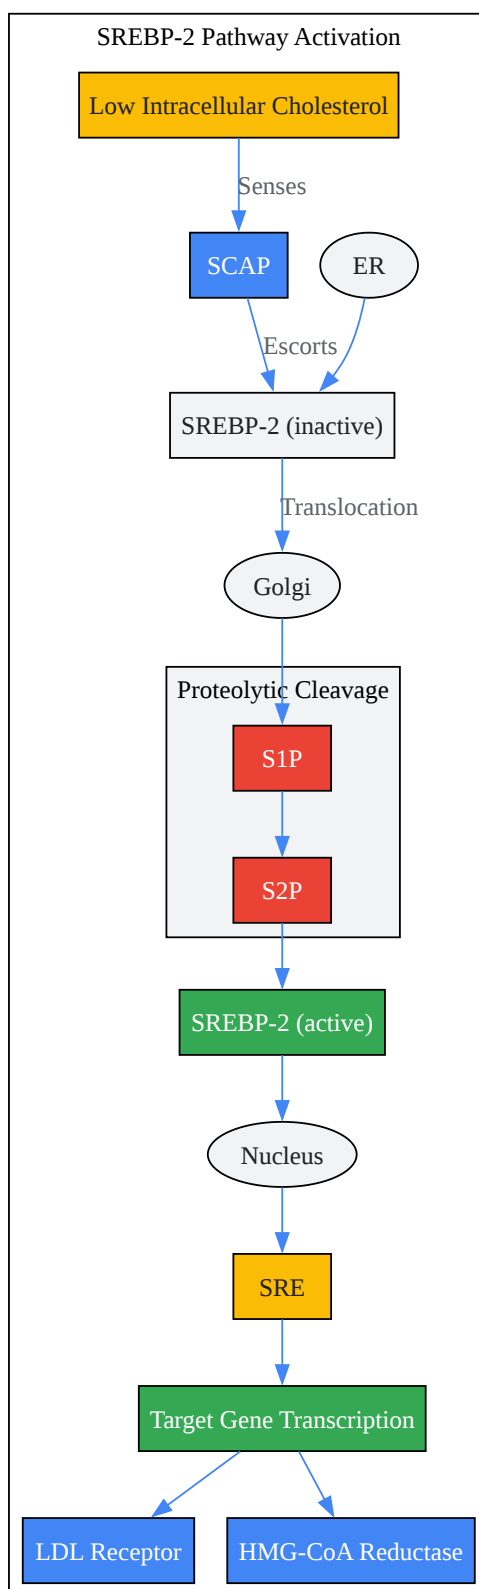 SREBP-2 Pathway Activation
Low Intracellular Cholesterol
Senses
SCAP
ER
Escorts
SREBP-2 (inactive)
Translocation
Golgi
Proteolytic Cleavage
S1P
S2P
SREBP-2 (active)
Nucleus
SRE
Target Gene Transcription
LDL Receptor
HMG-CoA Reductase